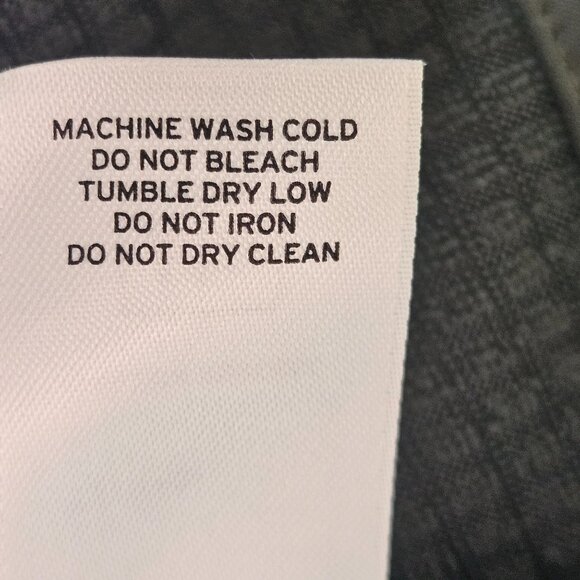 MACHINE WASH COLD
DO NOT BLEACH
TUMBLE DRY LOW
DO NOT IRON
DO NOT DRY CLEAN